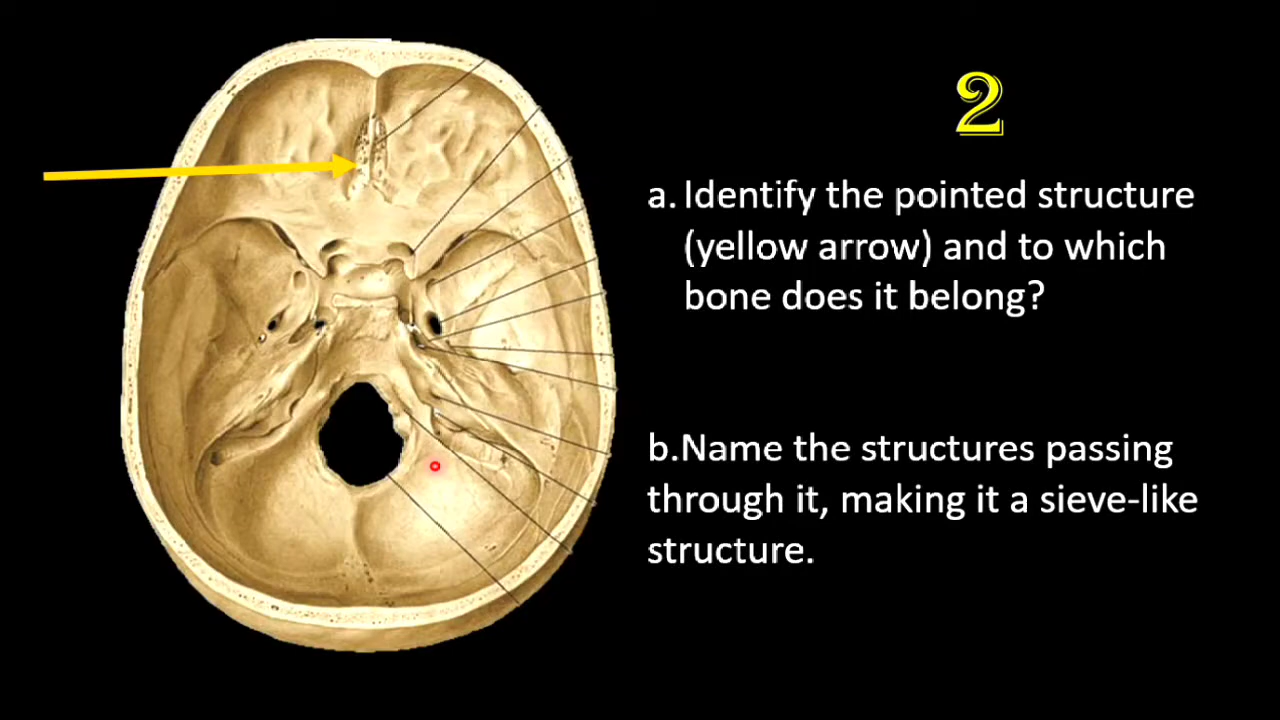 2
a. Identify the pointed structure
(yellow arrow) and to which
bone does it belong?
b.Name the structures passing
through it, making it a sieve-like
structure.